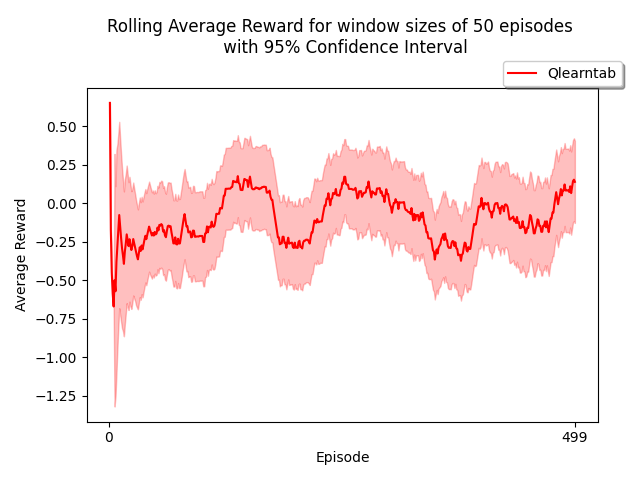 Rolling Average Reward for window sizes of 50 episodes
with 95% Confidence Interval
Qlearntab
0.50
0.25
0.00
−0.25
−0.50
−0.75
−1.00
−1.25
Average Reward
0
499
Episode